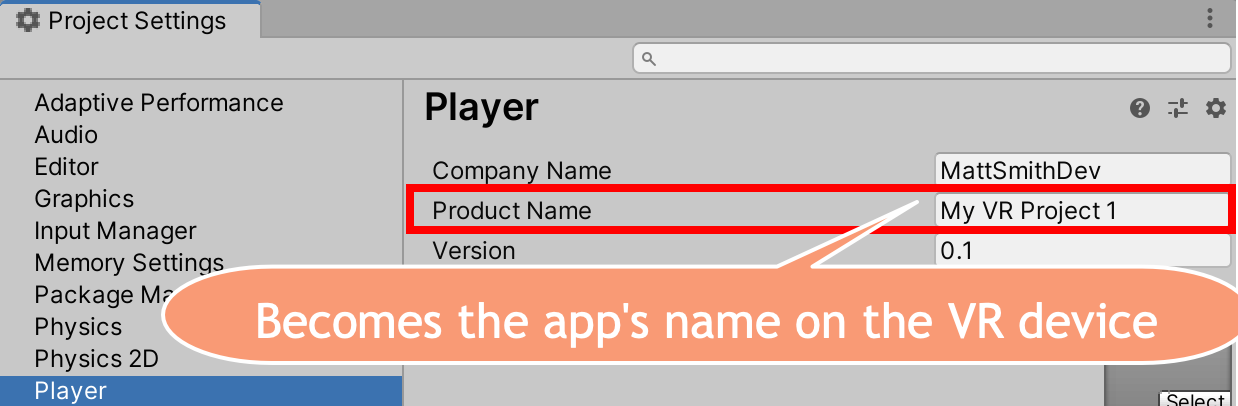 Project Settings
Adaptive Performance
Audio
Editor
Graphics
Input Manager
Memory Settings
Package Ma
Physics
Physics 2D
Player
Player
Company Name MattSmithDev
Product Name My VR Project 1
Version 0.1
Becomes the app's name on the VR device
Select